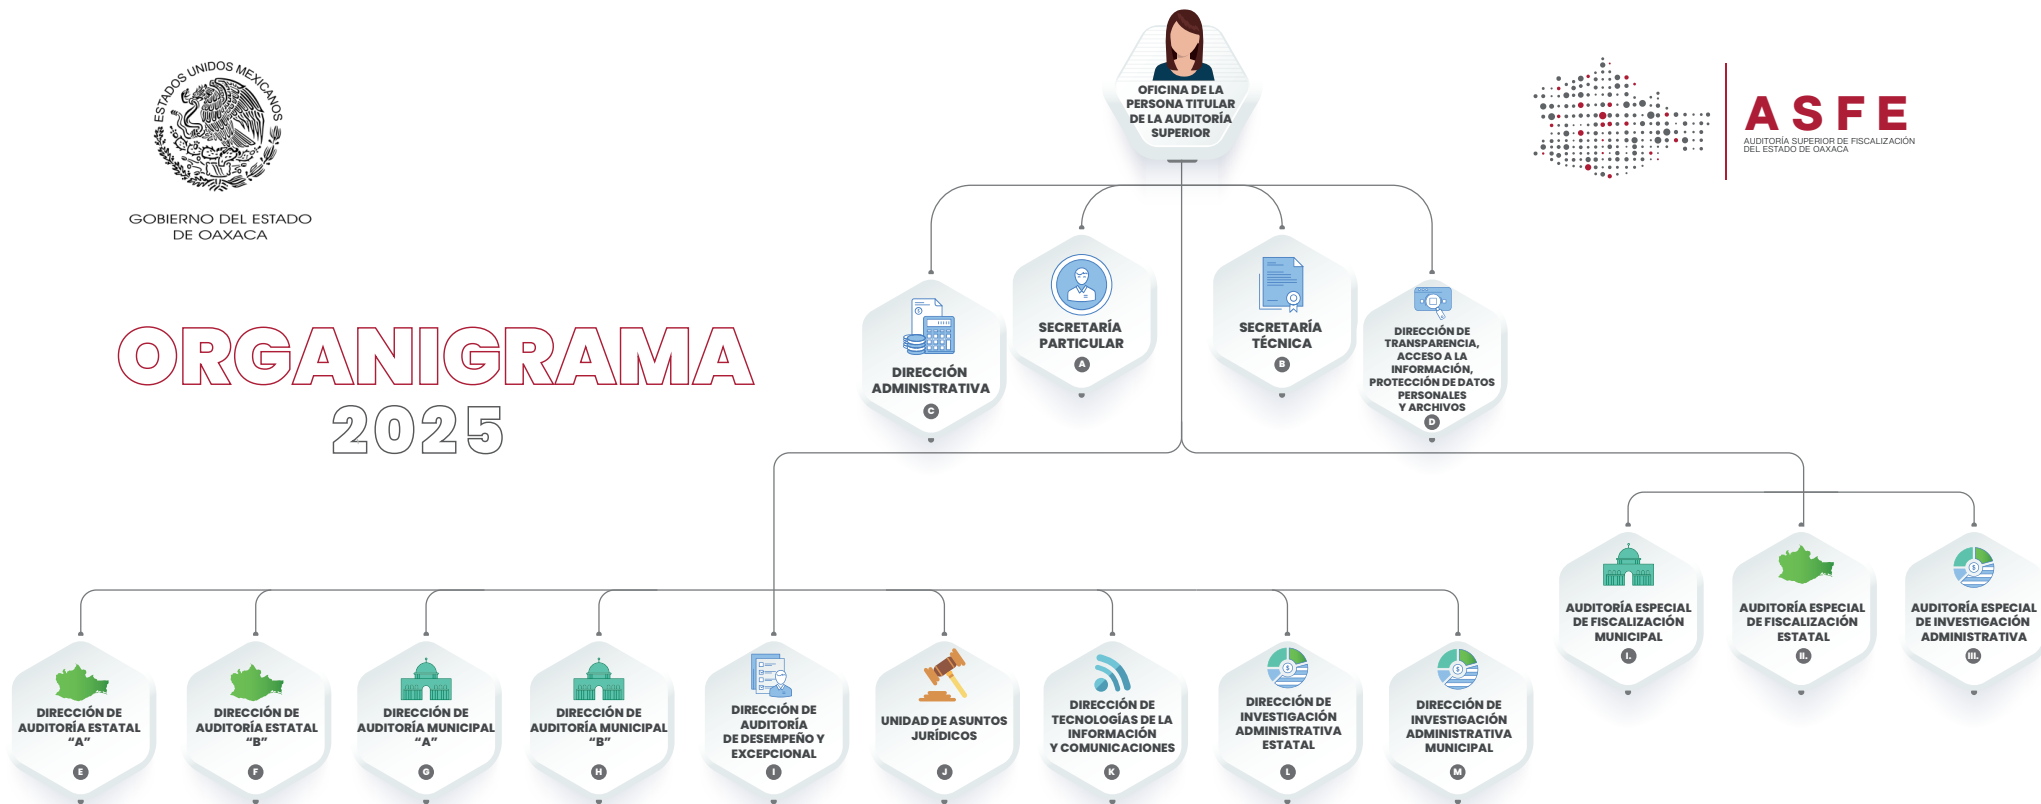 OFICINA DE LA
PERSONA TITULAR
DE LA AUDITORÍA
SUPERIOR
ESTADOS UNIDOS MEXICANOS
GOBIERNO DEL ESTADO
DE OAXACA
ASFE
AUDITORÍA SUPERIOR DE FISCALIZACIÓN
DEL ESTADO DE OAXACA
ORGANIGRAMA
2025
DIRECCIÓN
ADMINISTRATIVA
C
SECRETARÍA
PARTICULAR
A
SECRETARÍA
TÉCNICA
B
DIRECCIÓN DE
TRANSPARENCIA,
ACCESO A LA
INFORMACIÓN,
PROTECCIÓN DE DATOS
PERSONALES
Y ARCHIVOS
D
AUDITORÍA ESPECIAL
DE FISCALIZACIÓN
MUNICIPAL
I.
AUDITORÍA ESPECIAL
DE FISCALIZACIÓN
ESTATAL
II.
AUDITORÍA ESPECIAL
DE INVESTIGACIÓN
ADMINISTRATIVA
III.
DIRECCIÓN DE
AUDITORÍA ESTATAL
“A”
E
DIRECCIÓN DE
AUDITORÍA ESTATAL
“B”
F
DIRECCIÓN DE
AUDITORÍA MUNICIPAL
“A”
G
DIRECCIÓN DE
AUDITORÍA MUNICIPAL
“B”
H
DIRECCIÓN DE
AUDITORÍA
DE DESEMPEÑO Y
EXCEPCIONAL
I
UNIDAD DE ASUNTOS
JURÍDICOS
J
DIRECCIÓN DE
TECNOLOGÍAS DE LA
INFORMACIÓN
Y COMUNICACIONES
K
DIRECCIÓN DE
INVESTIGACIÓN
ADMINISTRATIVA
ESTATAL
L
DIRECCIÓN DE
INVESTIGACIÓN
ADMINISTRATIVA
MUNICIPAL
M